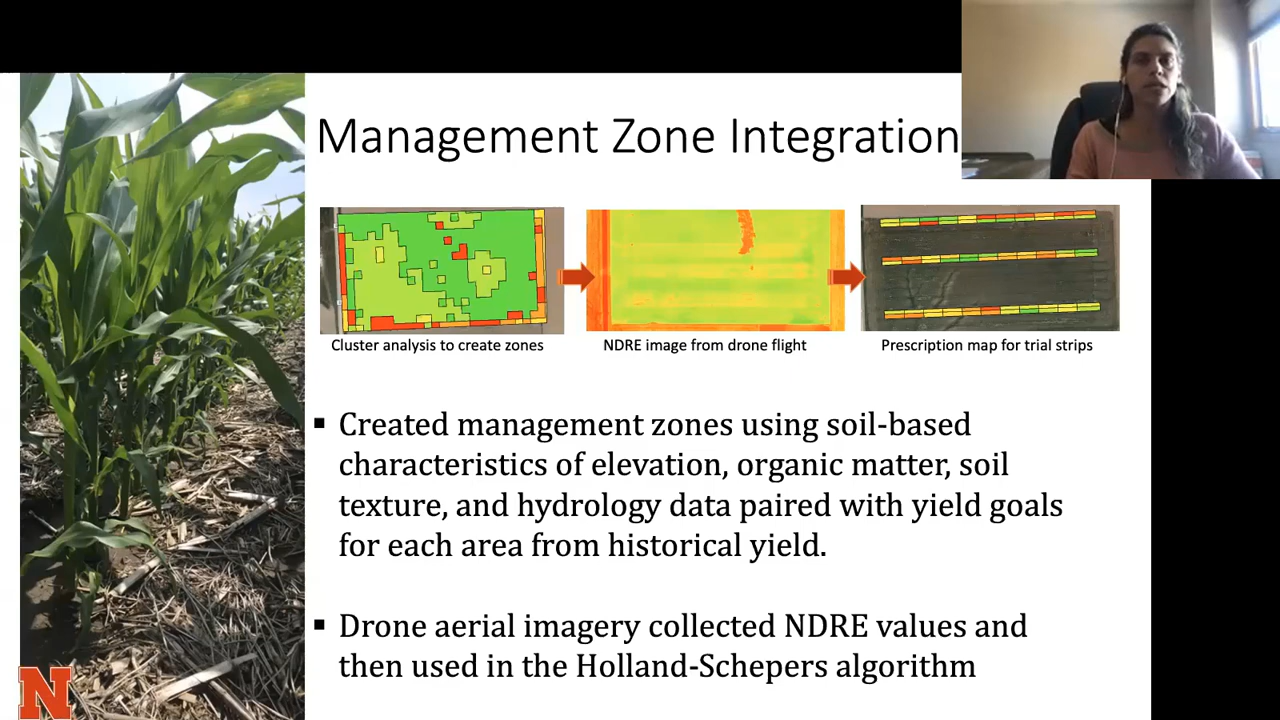 Management Zone Integration
Cluster analysis to create zones
NDRE image from drone flight
Prescription map for trial strips
▪ Created management zones using soil-based
characteristics of elevation, organic matter, soil
texture, and hydrology data paired with yield goals
for each area from historical yield.
▪ Drone aerial imagery collected NDRE values and
then used in the Holland-Schepers algorithm
N